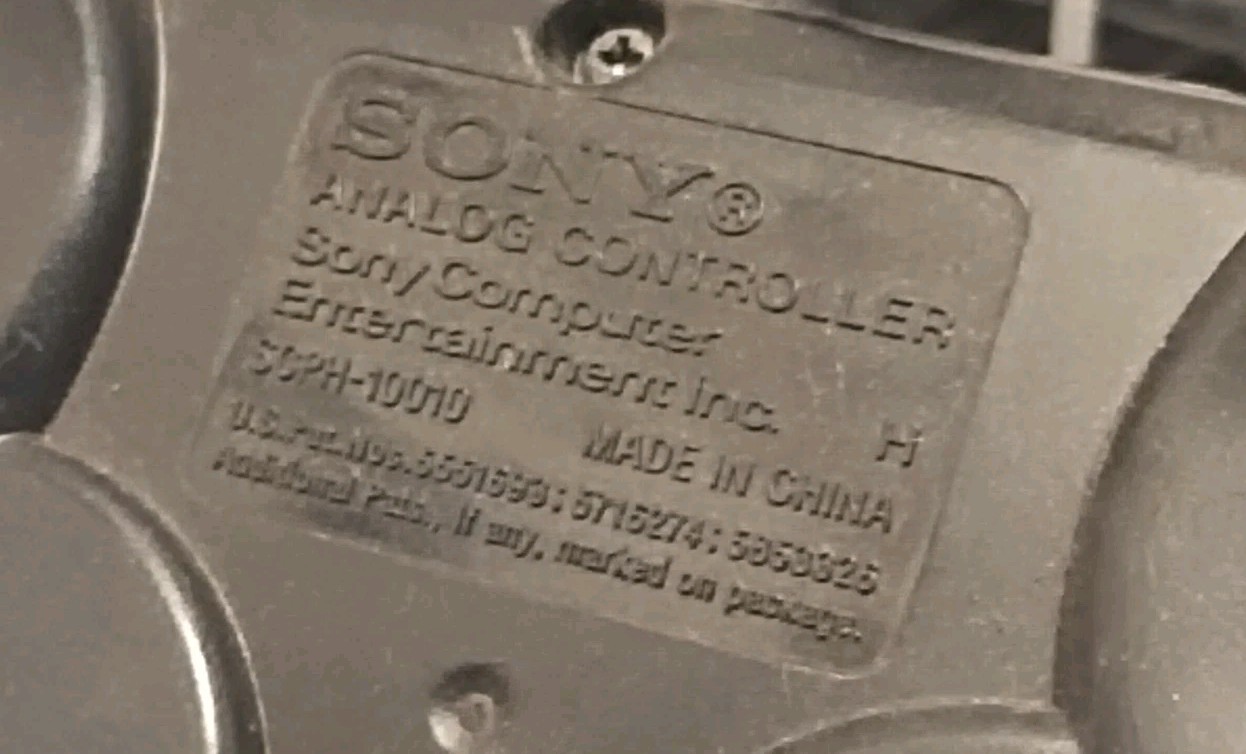 SONY®
ANALOG CONTROLLER
Sony Computer
Entertainment Inc.
SCPH-10010 H
MADE IN CHINA
U.S.Pat.Nos.5551693; 5716274; 5853326
Additional Pats., if any, marked on package.